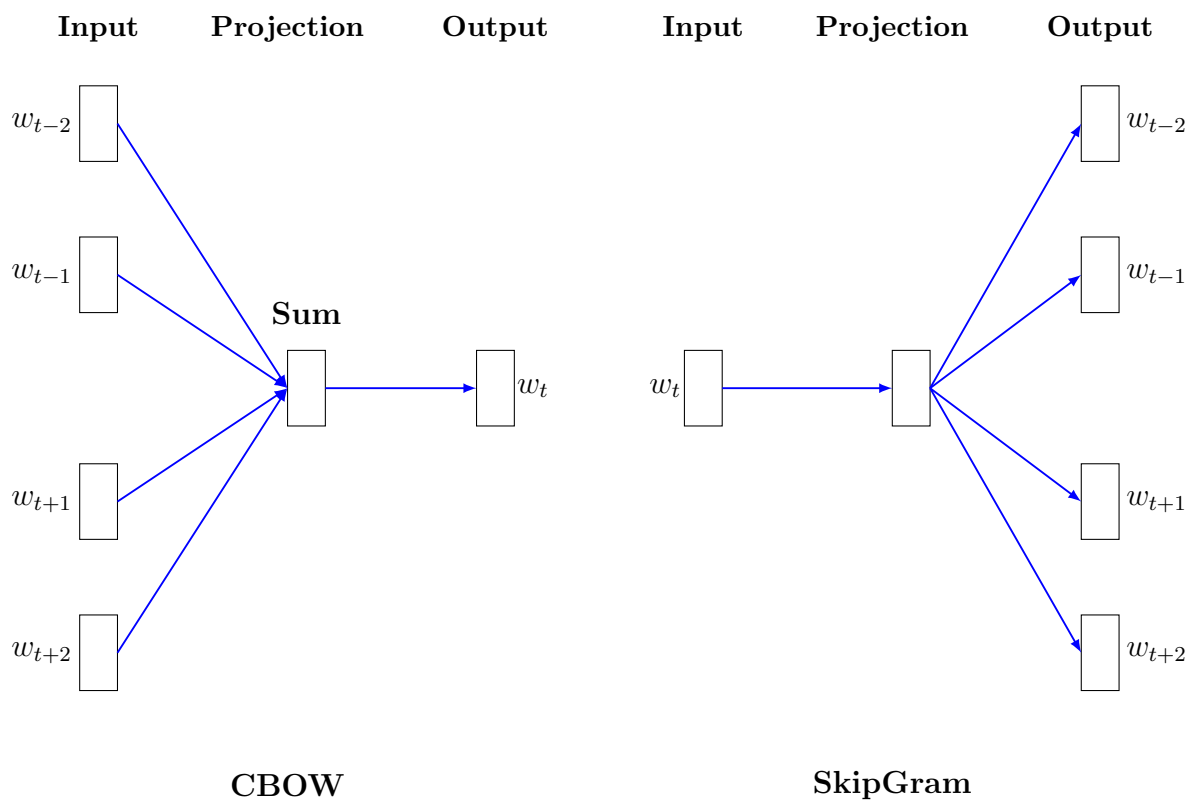 Input Projection Output
w_{t-2}
w_{t-1}
Sum
w_t
w_{t+1}
w_{t+2}
CBOW
Input Projection Output
w_{t-2}
w_{t-1}
w_t
w_{t+1}
w_{t+2}
SkipGram